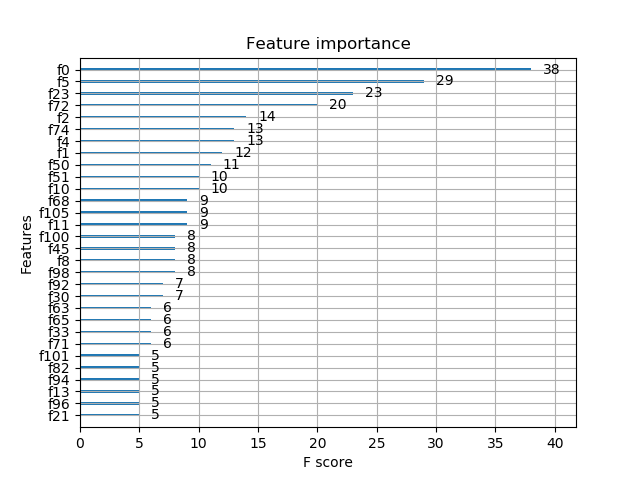 Feature importance
Features
f0 38
f5 29
f23 23
f72 20
f2 14
f74 13
f4 13
f1 12
f50 11
f51 10
f10 10
f68 9
f105 9
f11 9
f100 8
f45 8
f8 8
f98 8
f92 7
f30 7
f63 6
f65 6
f33 6
f71 6
f101 5
f82 5
f94 5
f13 5
f96 5
f21 5
0 5 10 15 20 25 30 35 40
F score